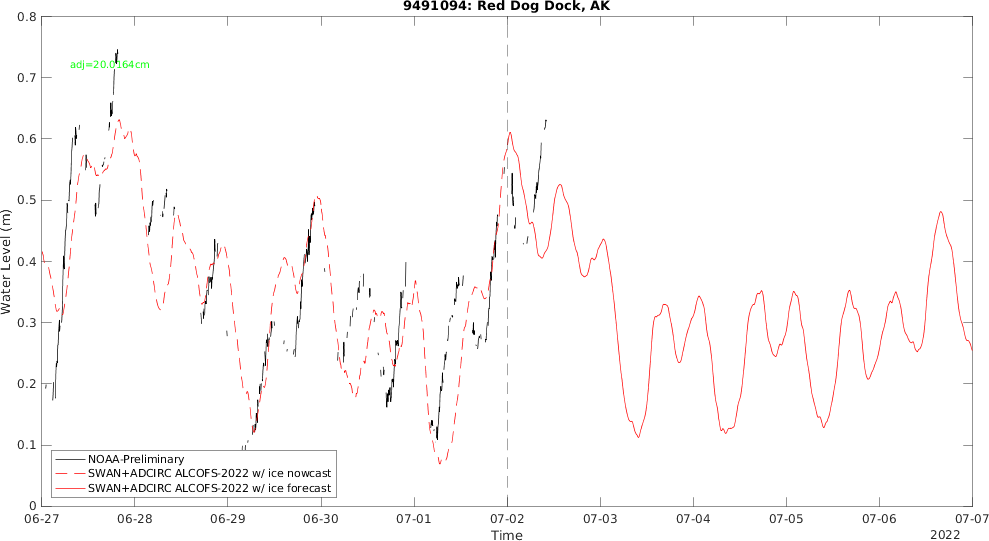 9491094: Red Dog Dock, AK
adj=20.0164cm
Water Level (m)
0.8
0.7
0.6
0.5
0.4
0.3
0.2
0.1
0
NOAA-Preliminary
SWAN+ADCIRC ALCOFS-2022 w/ ice nowcast
SWAN+ADCIRC ALCOFS-2022 w/ ice forecast
06-27 06-28 06-29 06-30 07-01 07-02 07-03 07-04 07-05 07-06 07-07
Time
2022